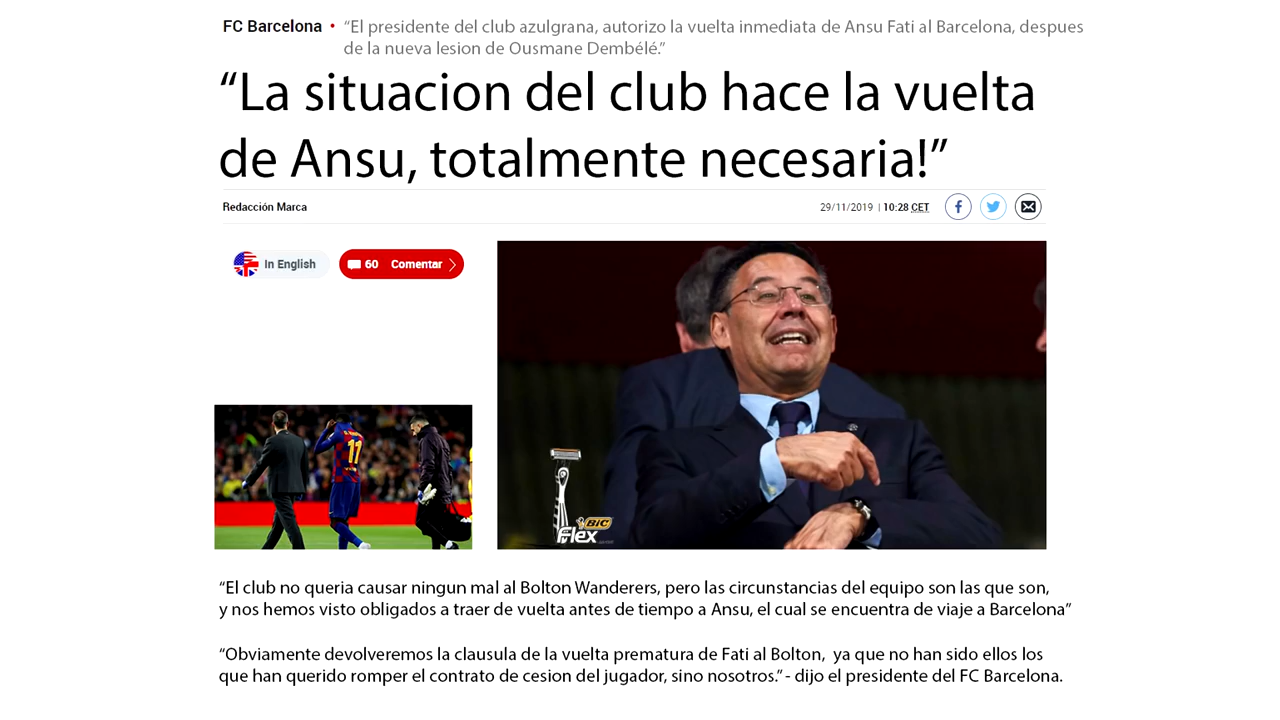 FC Barcelona • “El presidente del club azulgrana, autorizo la vuelta inmediata de Ansu Fati al Barcelona, despues
de la nueva lesion de Ousmane Dembélé.”
“La situacion del club hace la vuelta
de Ansu, totalmente necesaria!”
Redacción Marca
29/11/2019 | 10:28 CET
In English
60 Comentar
11
BIC
Flex
“El club no queria causar ningun mal al Bolton Wanderers, pero las circunstancias del equipo son las que son,
y nos hemos visto obligados a traer de vuelta antes de tiempo a Ansu, el cual se encuentra de viaje a Barcelona”
“Obviamente devolveremos la clausula de la vuelta prematura de Fati al Bolton,  ya que no han sido ellos los
que han querido romper el contrato de cesion del jugador, sino nosotros.” - dijo el presidente del FC Barcelona.